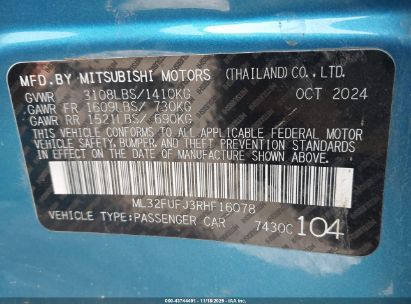 MFD.BY MITSUBISHI MOTORS (THAILAND)CO.,LTD.
GVWR 3108LBS/1410KG OCT 2024
GAWR FR 1609LBS/ 730KG
GAWR RR 1521LBS/ 690KG
THIS VEHICLE CONFORMS TO ALL APPLICABLE FEDERAL MOTOR
VEHICLE SAFETY, BUMPER, AND THEFT PREVENTION STANDARDS IN
EFFECT ON THE DATE OF MANUFACTURE SHOWN ABOVE.
ML32FUFJ3RHF16078
VEHICLE TYPE:PASSENGER CAR 7430C 104